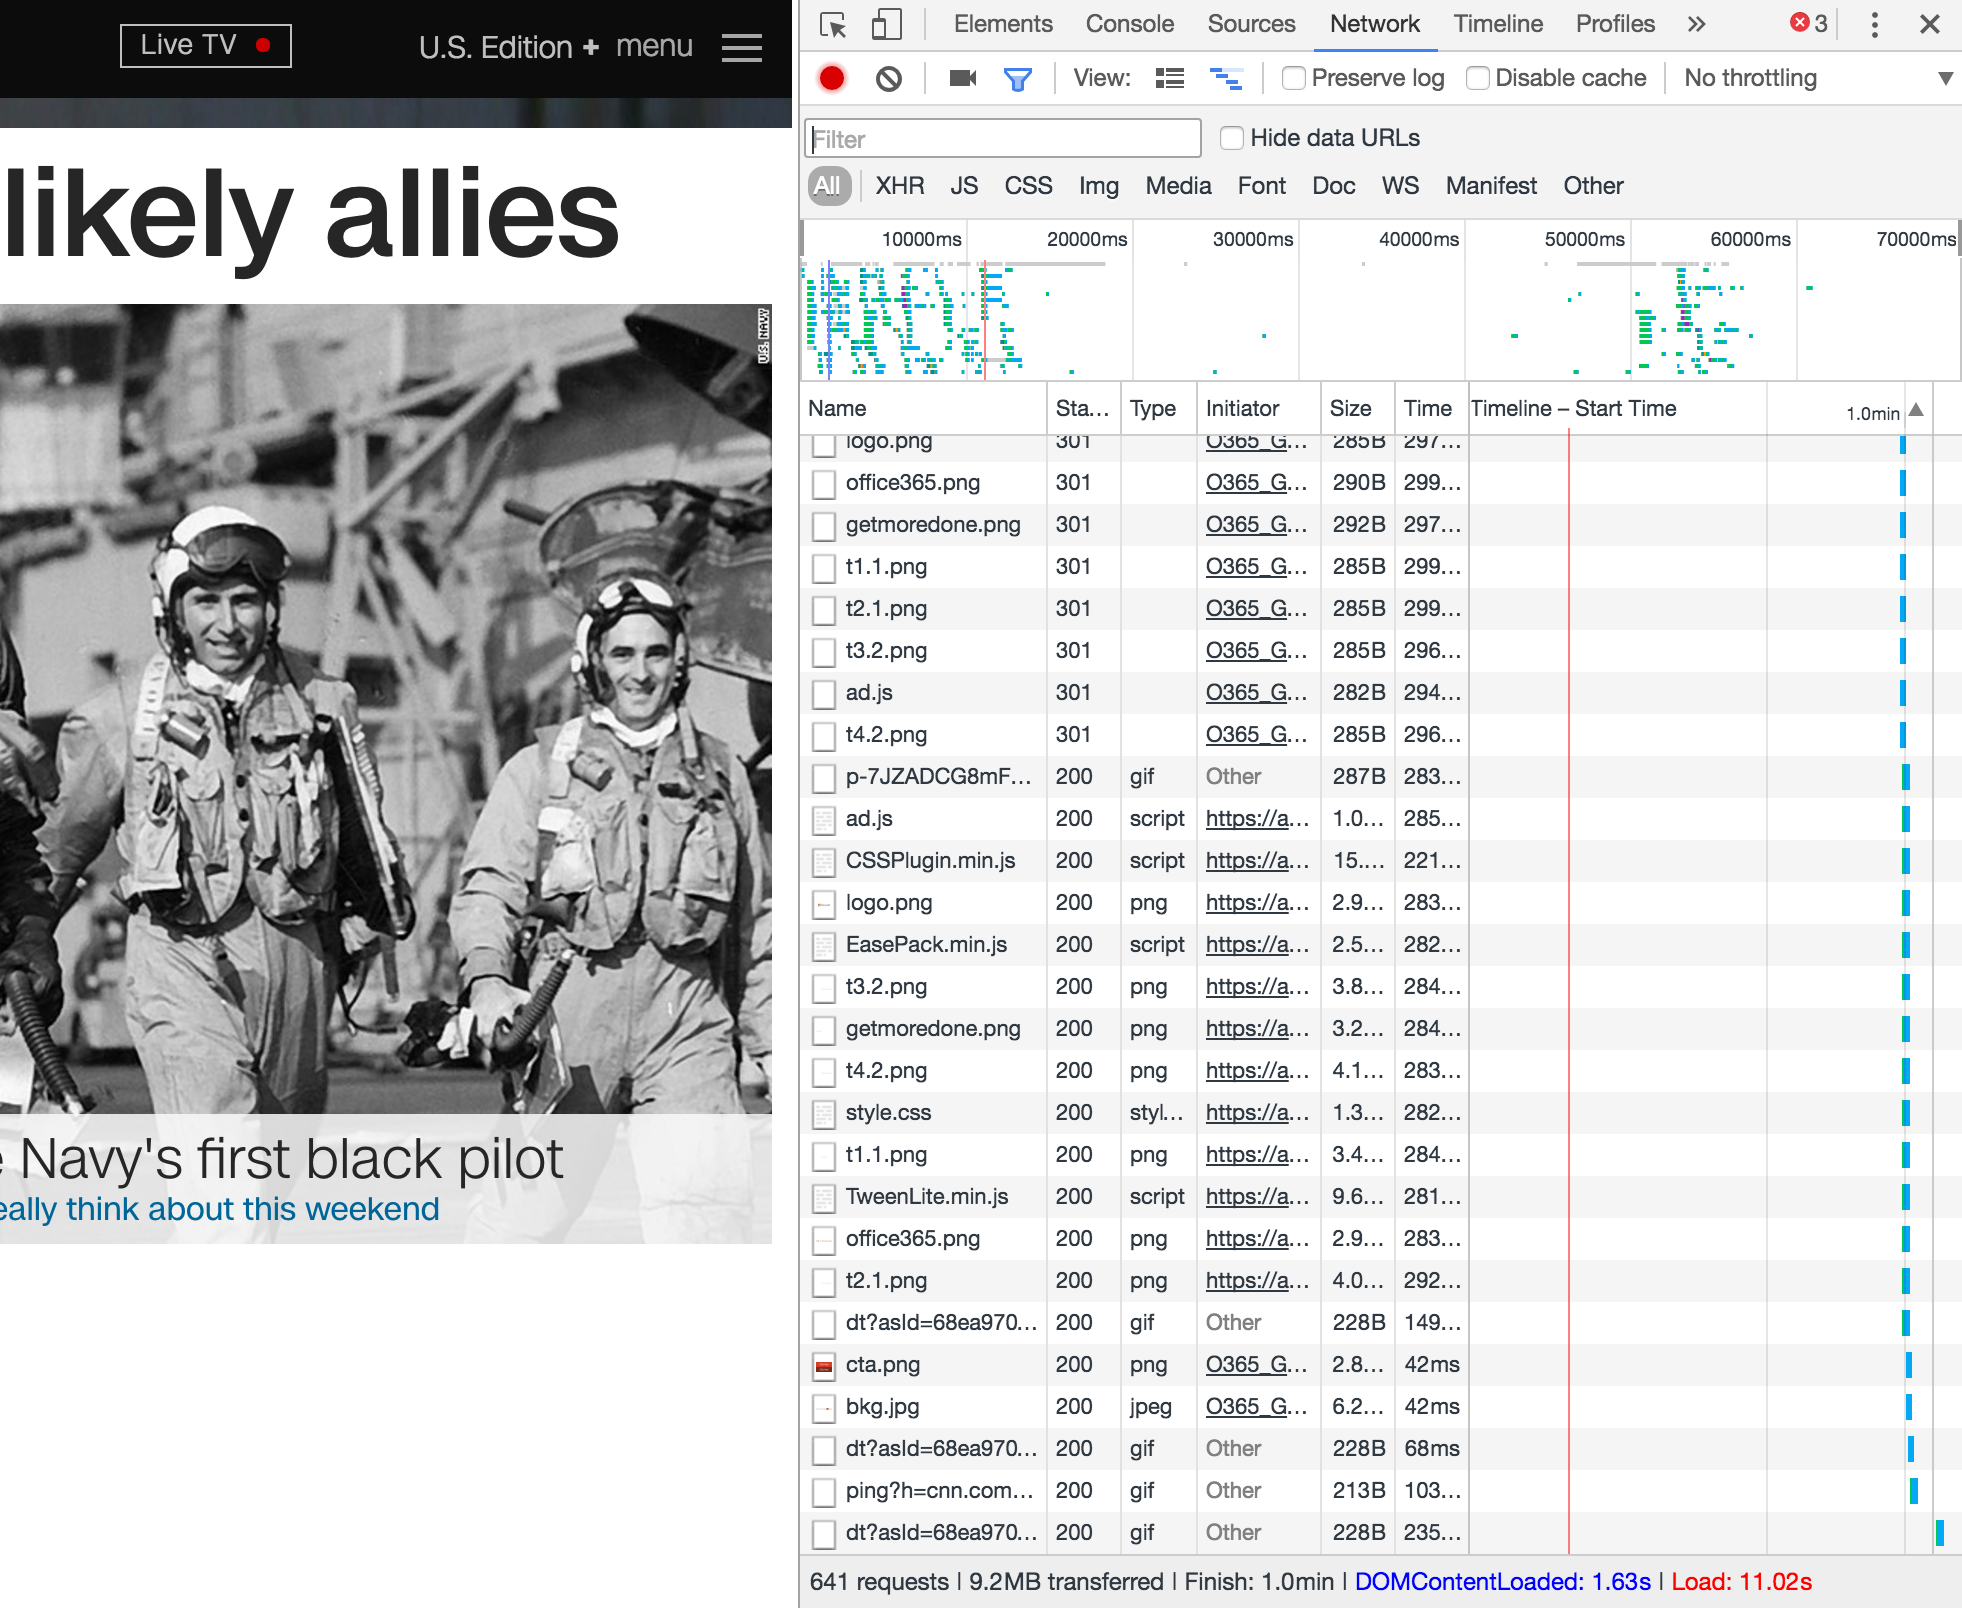 Live TV
U.S. Edition + menu
likely allies
U.S. NAVY
Navy's first black pilot
eally think about this weekend
Elements Console Sources Network Timeline Profiles » 3
View: Preserve log Disable cache No throttling
Filter Hide data URLs
All XHR JS CSS Img Media Font Doc WS Manifest Other
10000ms 20000ms 30000ms 40000ms 50000ms 60000ms 70000ms
Name Sta... Type Initiator Size Time Timeline – Start Time 1.0min
logo.png 301 O365_G... 285B 297...
office365.png 301 O365_G... 290B 299...
getmoredone.png 301 O365_G... 292B 297...
t1.1.png 301 O365_G... 285B 299...
t2.1.png 301 O365_G... 285B 299...
t3.2.png 301 O365_G... 285B 296...
ad.js 301 O365_G... 282B 294...
t4.2.png 301 O365_G... 285B 296...
p-7JZADCG8mF... 200 gif Other 287B 283...
ad.js 200 script https://a... 1.0... 285...
CSSPlugin.min.js 200 script https://a... 15.... 221...
logo.png 200 png https://a... 2.9... 283...
EasePack.min.js 200 script https://a... 2.5... 282...
t3.2.png 200 png https://a... 3.8... 284...
getmoredone.png 200 png https://a... 3.2... 284...
t4.2.png 200 png https://a... 4.1... 283...
style.css 200 styl... https://a... 1.3... 282...
t1.1.png 200 png https://a... 3.4... 284...
TweenLite.min.js 200 script https://a... 9.6... 281...
office365.png 200 png https://a... 2.9... 283...
t2.1.png 200 png https://a... 4.0... 292...
dt?asId=68ea970... 200 gif Other 228B 149...
cta.png 200 png O365_G... 2.8... 42ms
bkg.jpg 200 jpeg O365_G... 6.2... 42ms
dt?asId=68ea970... 200 gif Other 228B 68ms
ping?h=cnn.com... 200 gif Other 213B 103...
dt?asId=68ea970... 200 gif Other 228B 235...
641 requests | 9.2MB transferred | Finish: 1.0min | DOMContentLoaded: 1.63s | Load: 11.02s